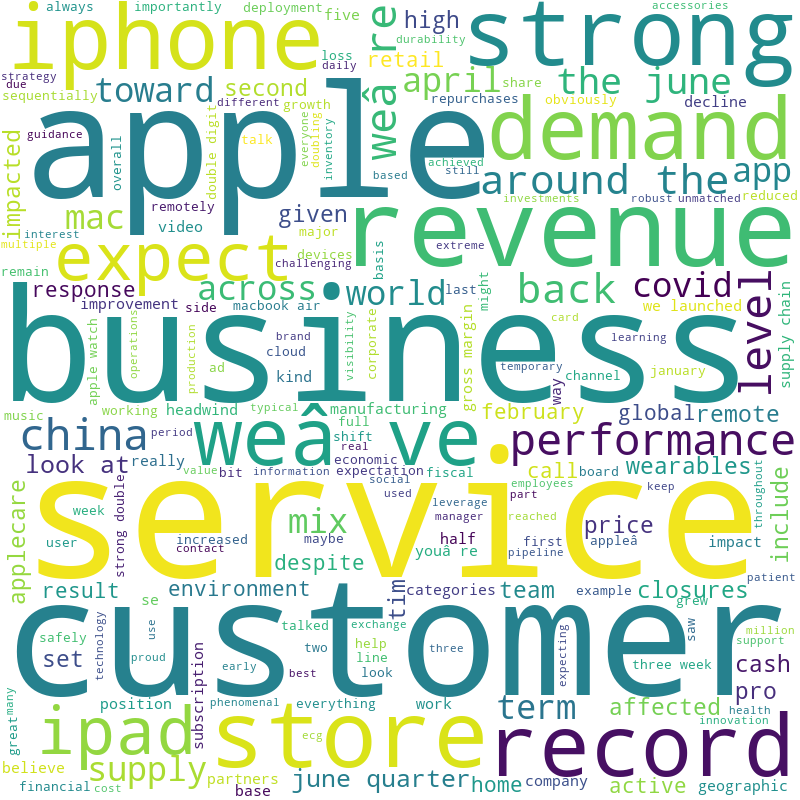 always
importantly
deployment
five
high
accessories
iphone
strong
durability
retail
strategy
due
daily
loss
toward
second
april
share
the june
sequentially
different
growth
repurchases
obviously
decline
guidance
talk
double digit
everyone
doubling
inventory
weâ re
apple
demand
impacted
overall
achieved
still
based
around the
app
mac
remotely
given
investments
robust
unmatched
reduced
video
major
revenue
interest
multiple
expect
devices
challenging
basis
extreme
remain
response
across
world
last
back
covid
level
might
improvement
side
macbook air
we launched
supply chain
apple watch
operations
production
brand
cloud
ad
kind
visibility
corporate
gross margin
card
learning
temporary
channel
january
way
business
music
working
headwind
typical
manufacturing
full
shift
real
february
global
remote
china
period
weâ ve
performance
look at
really
value
bit
information
economic
expectation
social
used
fiscal
call
board
wearables
throughout
include
leverage
employees
part
keep
service
applecare
week
strong double
user
increased
contact
mix
maybe
manager
half
reached
first
pipeline
price
appleâ
impact
despite
youâ re
patient
result
environment
tim
categories
team
example
closures
grew
customer
se
talked
exchange
two
three
help
line
look
safely
technology
use
proud
early
best
set
expecting
saw
million
support
three week
cash
pro
health
innovation
position
subscription
phenomenal
everything
work
term
affected
great
many
ipad
store
ecg
record
believe
supply
partners
june quarter
home
company
active
geographic
financial
cost
base